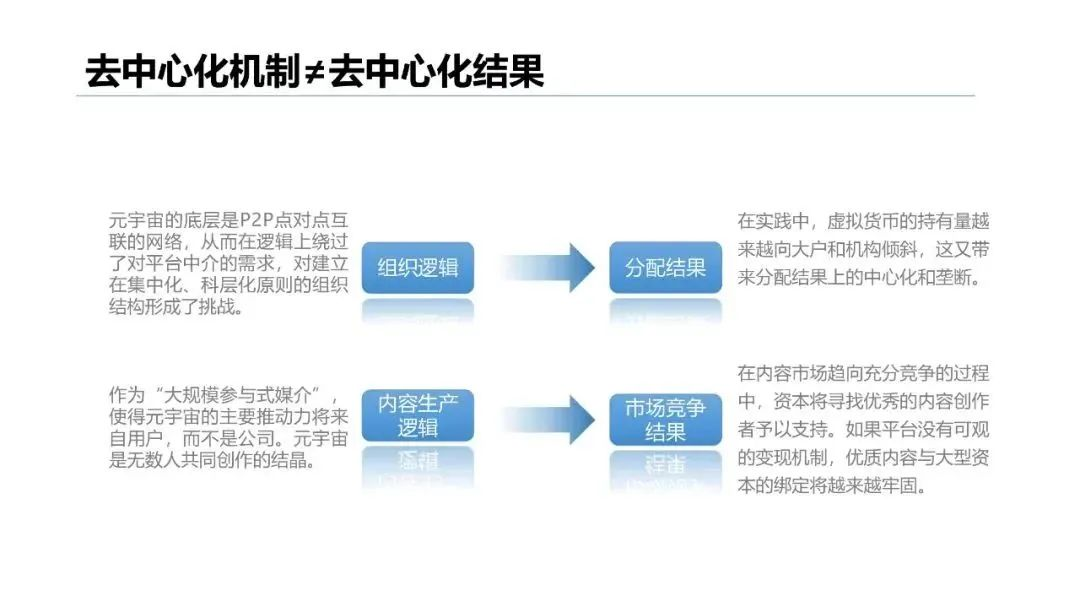 去中心化机制≠去中心化结果
元宇宙的底层是P2P点对点互
联的网络，从而在逻辑上绕过
了对平台中介的需求，对建立
在集中化、科层化原则的组织
结构形成了挑战。
组织逻辑
分配结果
在实践中，虚拟货币的持有量越
来越向大户和机构倾斜，这又带
来分配结果上的中心化和垄断。
作为“大规模参与式媒介”，
使得元宇宙的主要推动力将来
自用户，而不是公司。元宇宙
是无数人共同创作的结晶。
内容生产
逻辑
市场竞争
结果
在内容市场趋向充分竞争的过程
中，资本将寻找优秀的内容创作
者予以支持。如果平台没有可观
的变现机制，优质内容与大型资
本的绑定将越来越牢固。